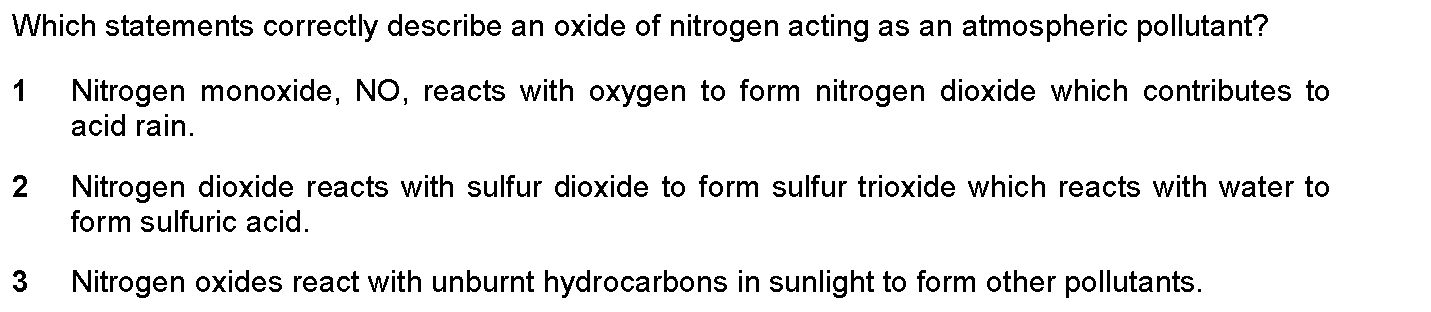 Which statements correctly describe an oxide of nitrogen acting as an atmospheric pollutant?
1 Nitrogen monoxide, NO, reacts with oxygen to form nitrogen dioxide which contributes to
acid rain.
2 Nitrogen dioxide reacts with sulfur dioxide to form sulfur trioxide which reacts with water to
form sulfuric acid.
3 Nitrogen oxides react with unburnt hydrocarbons in sunlight to form other pollutants.